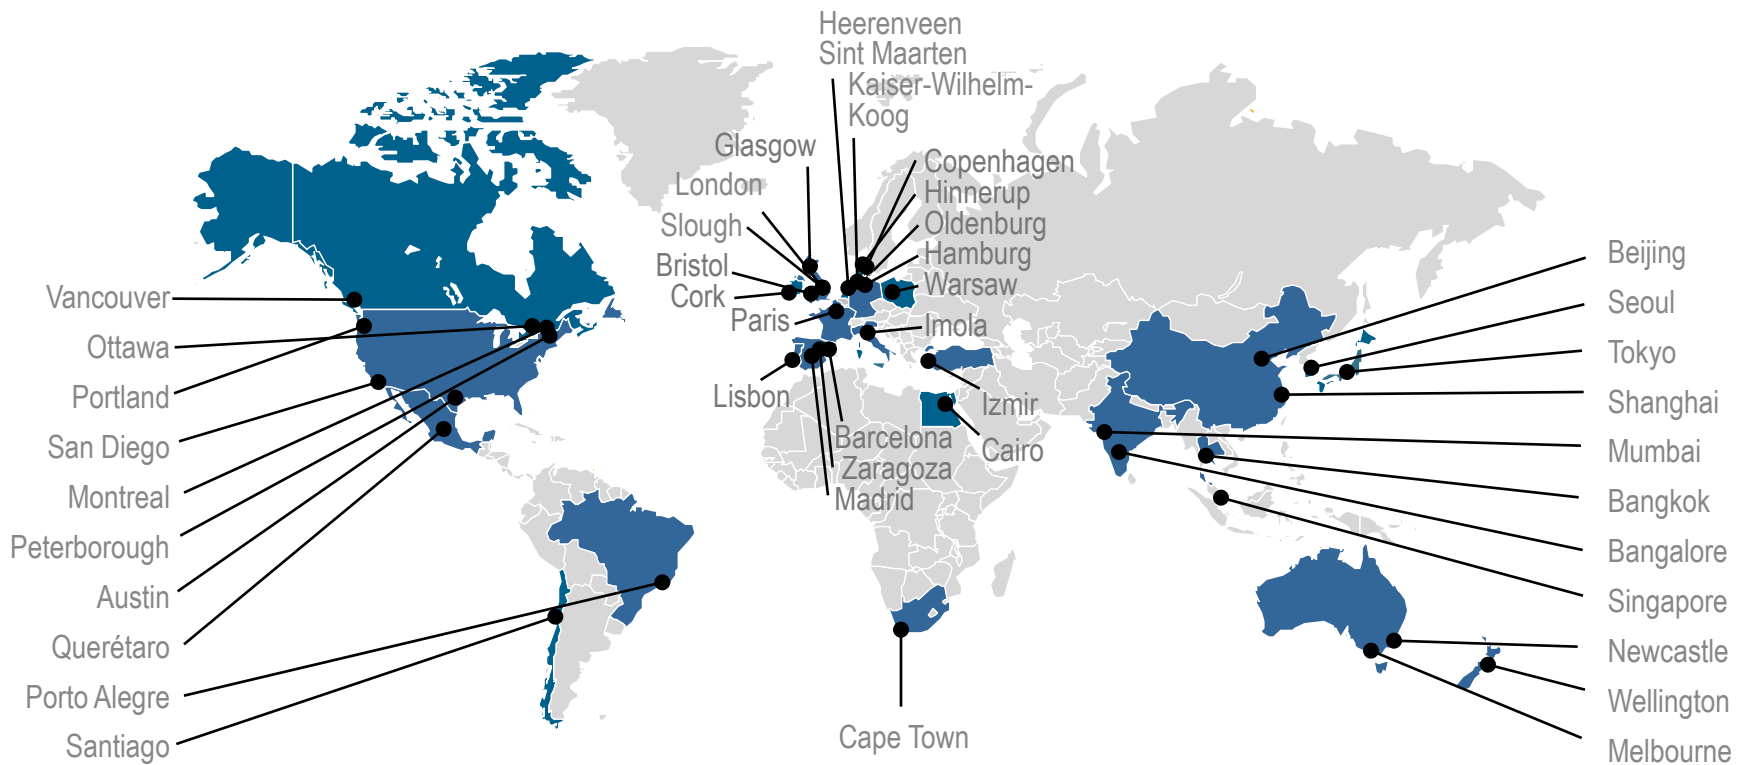 Heerenveen
Sint Maarten
Kaiser-Wilhelm-
Koog
Glasgow
London
Slough
Bristol
Cork
Paris
Lisbon
Copenhagen
Hinnerup
Oldenburg
Hamburg
Warsaw
Imola
Izmir
Cairo
Barcelona
Zaragoza
Madrid
Cape Town
Vancouver
Ottawa
Portland
San Diego
Montreal
Peterborough
Austin
Querétaro
Porto Alegre
Santiago
Beijing
Seoul
Tokyo
Shanghai
Mumbai
Bangkok
Bangalore
Singapore
Newcastle
Wellington
Melbourne